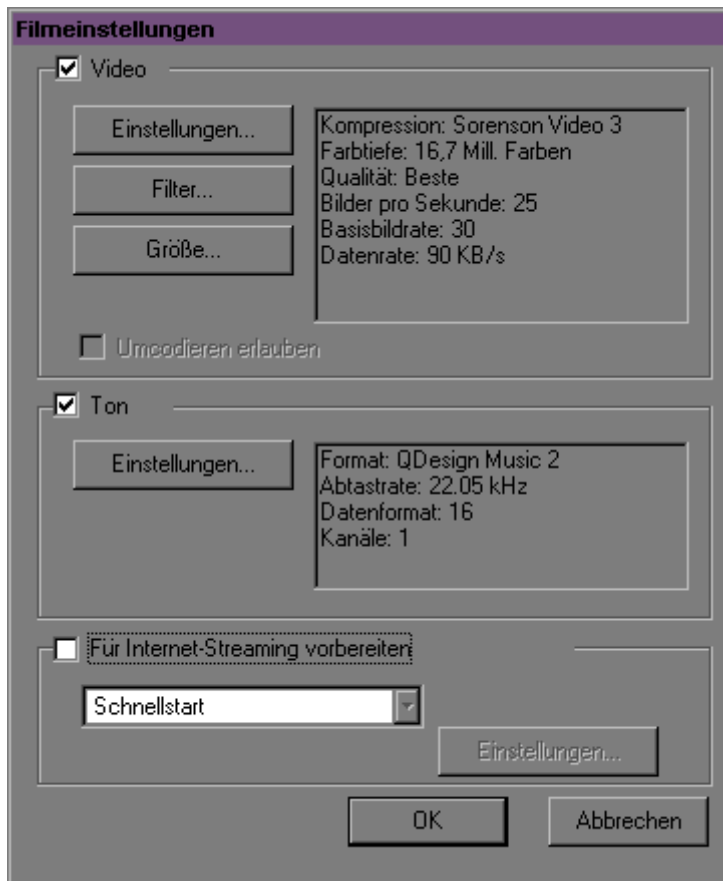 Filmeinstellungen
Video
Einstellungen...
Filter...
Größe...
Kompression: Sorenson Video 3
Farbtiefe: 16,7 Mill. Farben
Qualität: Beste
Bilder pro Sekunde: 25
Basisbildrate: 30
Datenrate: 90 KB/s
Umcodieren erlauben
Ton
Einstellungen...
Format: QDesign Music 2
Abtastrate: 22.05 kHz
Datenformat: 16
Kanäle: 1
Für Internet-Streaming vorbereiten
Schnellstart
Einstellungen...
OK
Abbrechen